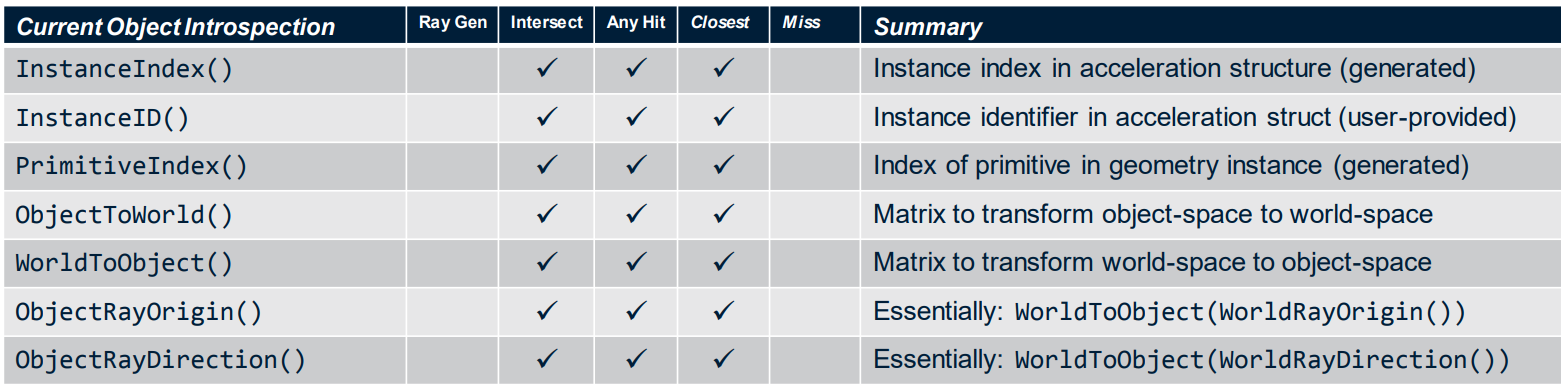 Current Object Introspection Ray Gen Intersect Any Hit Closest Miss Summary
InstanceIndex() ✓ ✓ ✓ Instance index in acceleration structure (generated)
InstanceID() ✓ ✓ ✓ Instance identifier in acceleration struct (user-provided)
PrimitiveIndex() ✓ ✓ ✓ Index of primitive in geometry instance (generated)
ObjectToWorld() ✓ ✓ ✓ Matrix to transform object-space to world-space
WorldToObject() ✓ ✓ ✓ Matrix to transform world-space to object-space
ObjectRayOrigin() ✓ ✓ ✓ Essentially: WorldToObject(WorldRayOrigin())
ObjectRayDirection() ✓ ✓ ✓ Essentially: WorldToObject(WorldRayDirection())